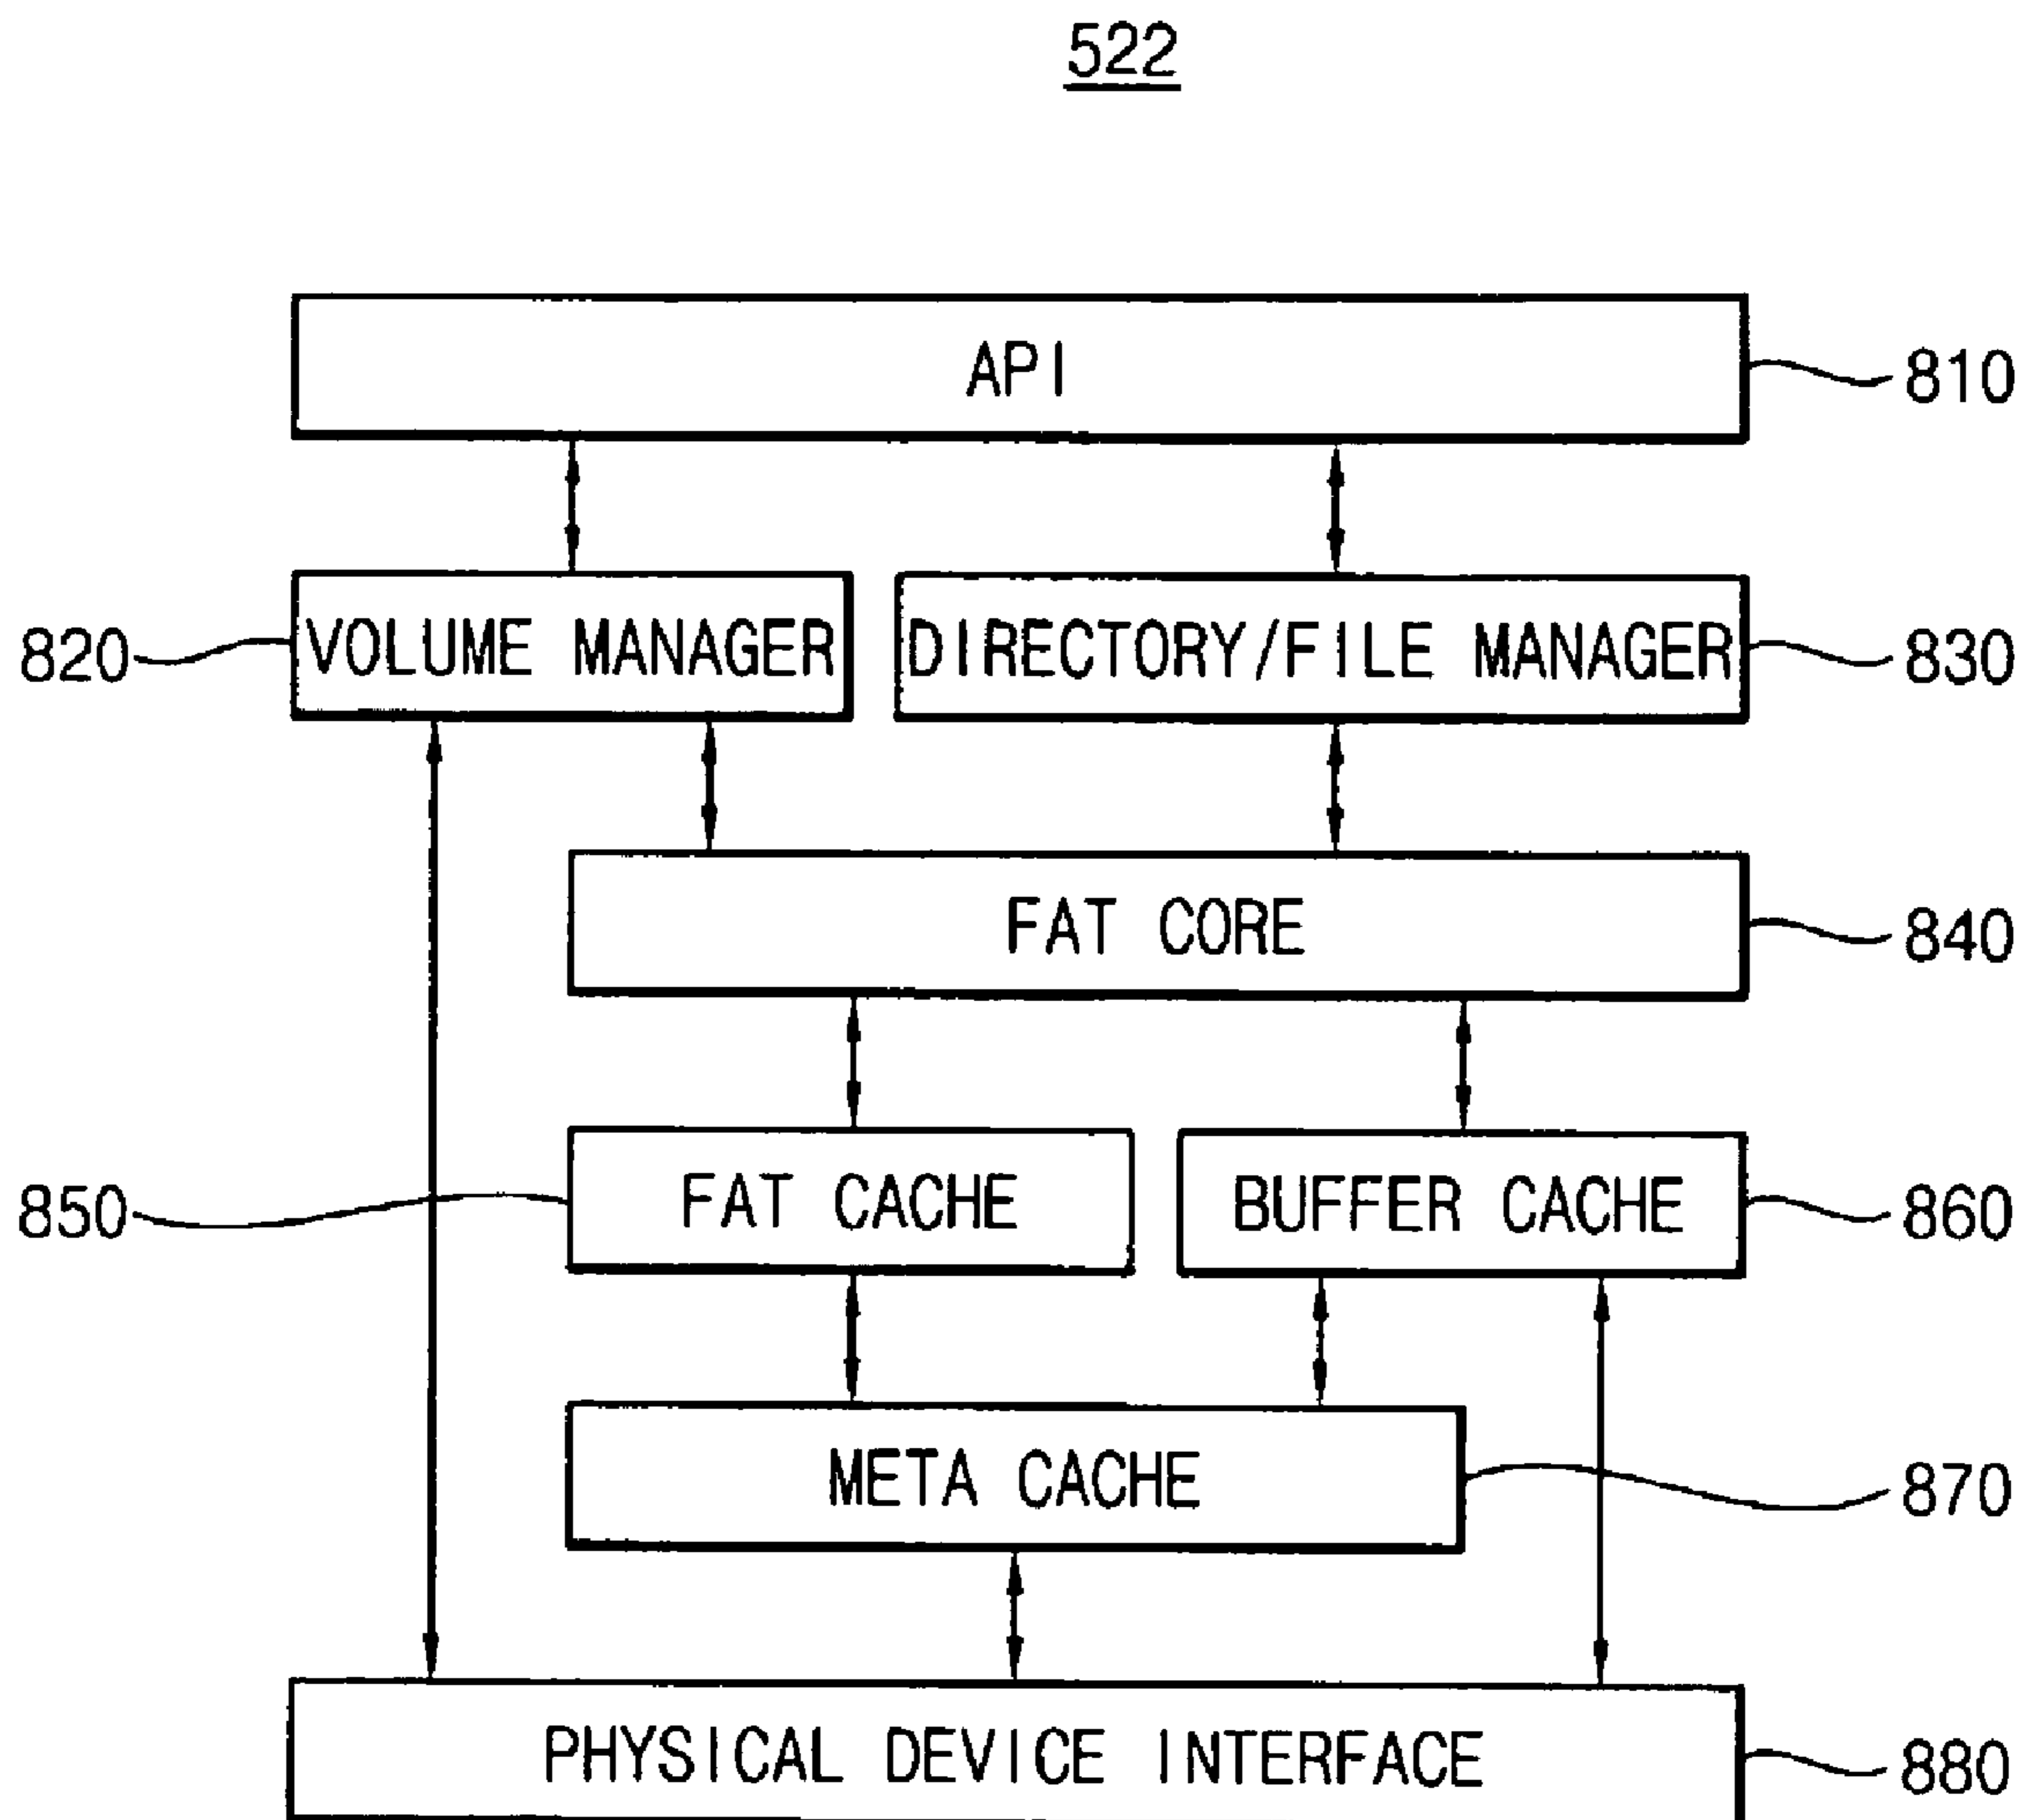 522
API
810
820
VOLUME MANAGER
DIRECTORY/FILE MANAGER
830
FAT CORE
840
850
FAT CACHE
BUFFER CACHE
860
META CACHE
870
PHYSICAL DEVICE INTERFACE
880